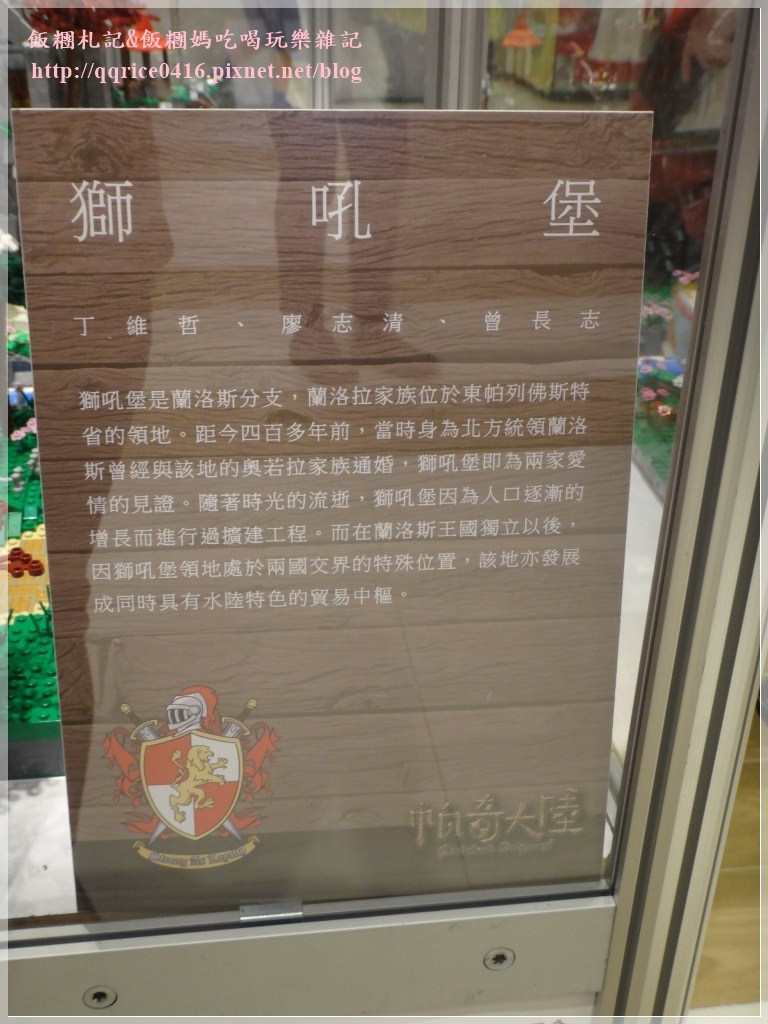 飯糰札記&飯糰媽吃喝玩樂雜記
http://qqrice0416.pixnet.net/blog
獅吼堡
丁維哲、廖志清、曾長志
獅吼堡是蘭洛斯分支，蘭洛拉家族位於東帕列佛斯特
省的領地。距今四百多年前，當時身為北方統領蘭洛
斯曾經與該地的奧若拉家族通婚，獅吼堡即為兩家愛
情的見證。隨著時光的流逝，獅吼堡因為人口逐漸的
增長而進行過擴建工程。而在蘭洛斯王國獨立以後，
因獅吼堡領地處於兩國交界的特殊位置，該地亦發展
成同時具有水陸特色的貿易中樞。
帕奇大陸